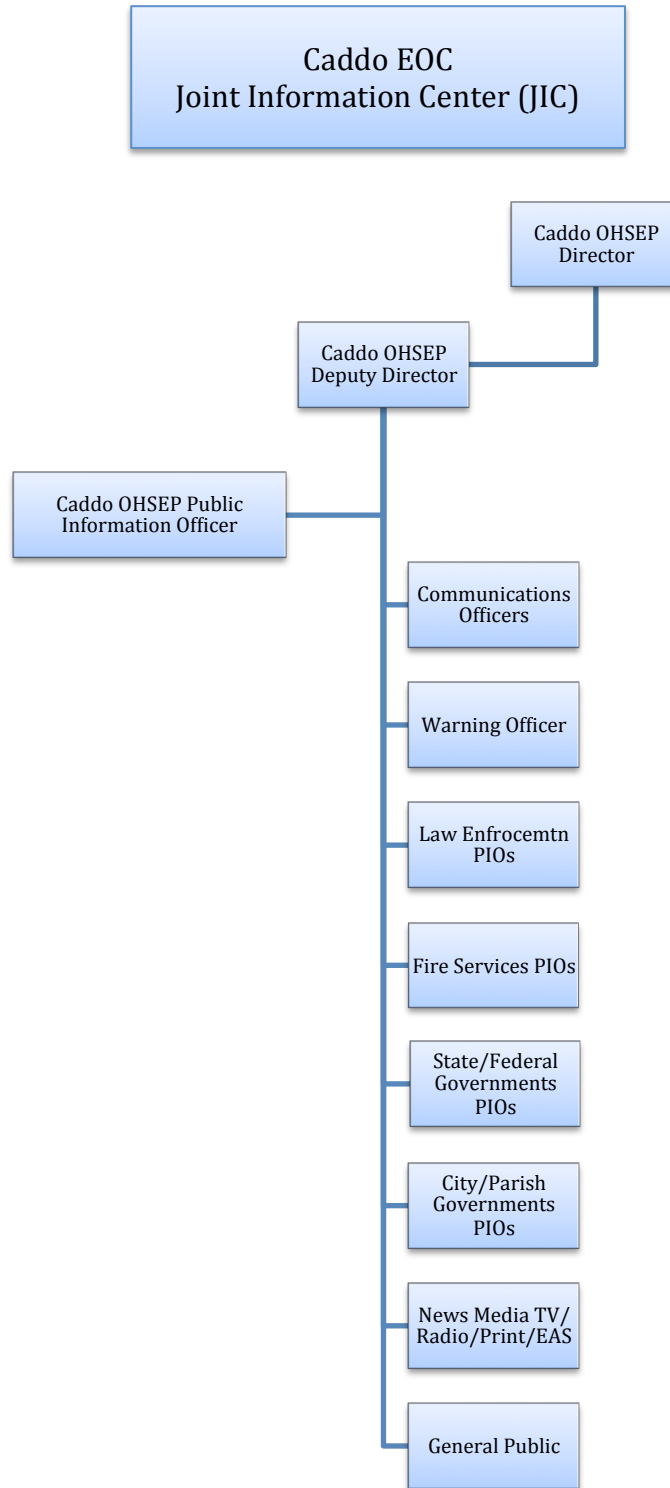 Caddo EOC
Joint Information Center (JIC)
Caddo OHSEP
Director
Caddo OHSEP
Deputy Director
Caddo OHSEP Public
Information Officer
Communications
Officers
Warning Officer
Law Enfrocemtn
PIOs
Fire Services PIOs
State/Federal
Governments
PIOs
City/Parish
Governments
PIOs
News Media TV/
Radio/Print/EAS
General Public